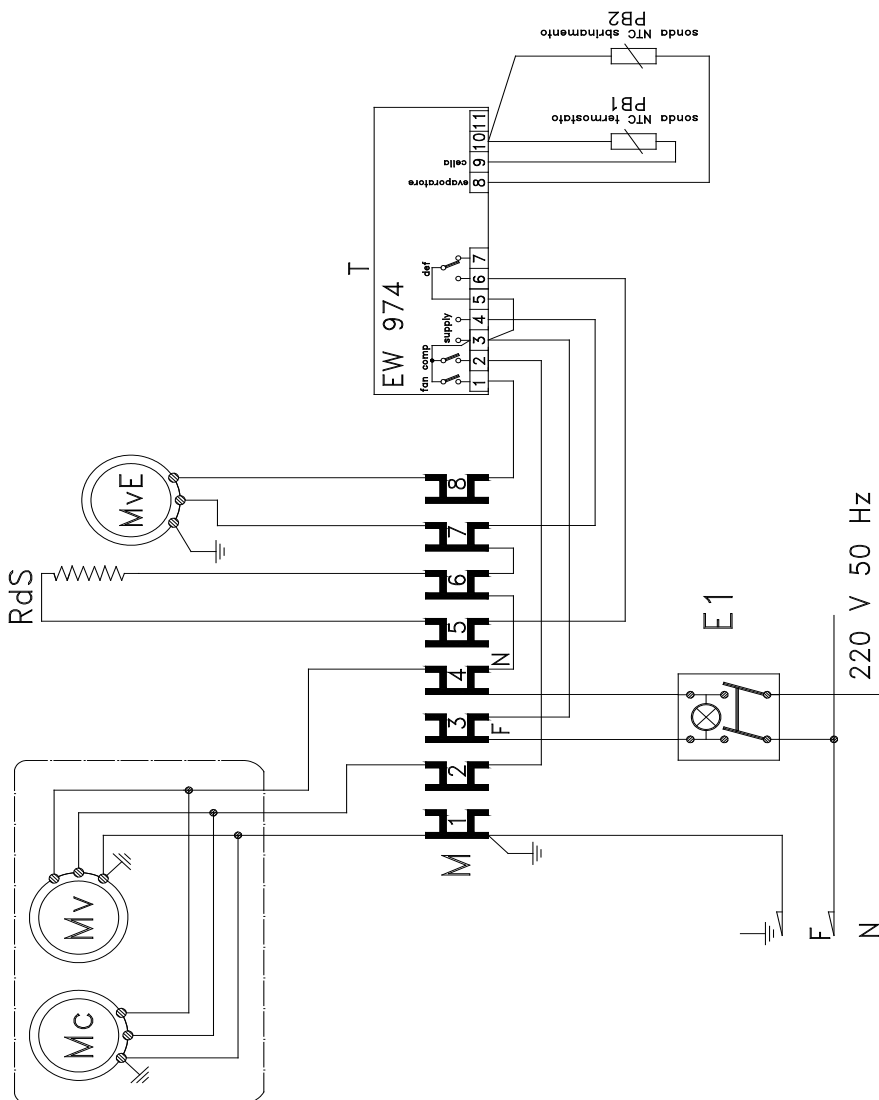 PB2
sonda NTC sbrinamento
PB1
sonda NTC termostato
T
EW 974
11
10
9
8
cella
evaporatore
7
6
5
4
3
2
1
def
supply
fan comp
MvE
RdS
8
7
6
5
4
3
2
1
N
F
M
E1
220 V 50 Hz
Mv
Mc
F
N